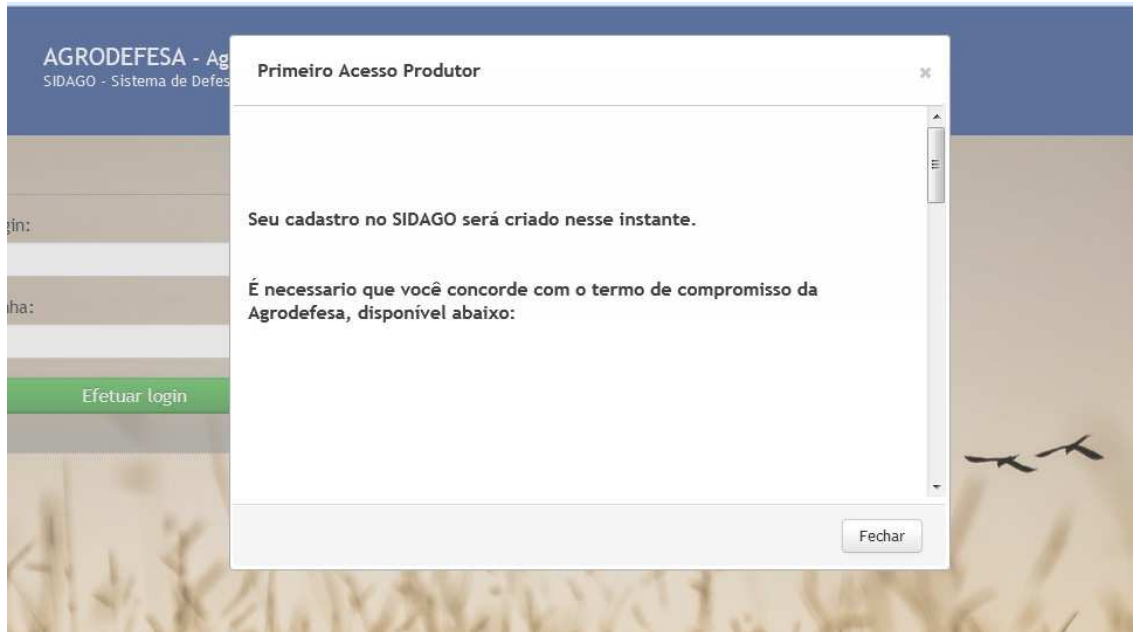 AGRODEFESA - Ag
SIDAGO - Sistema de Defes
Primeiro Acesso Produtor
×
Seu cadastro no SIDAGO será criado nesse instante.
gin:
É necessario que você concorde com o termo de compromisso da
Agrodefesa, disponível abaixo:
nha:
Efetuar login
Fechar